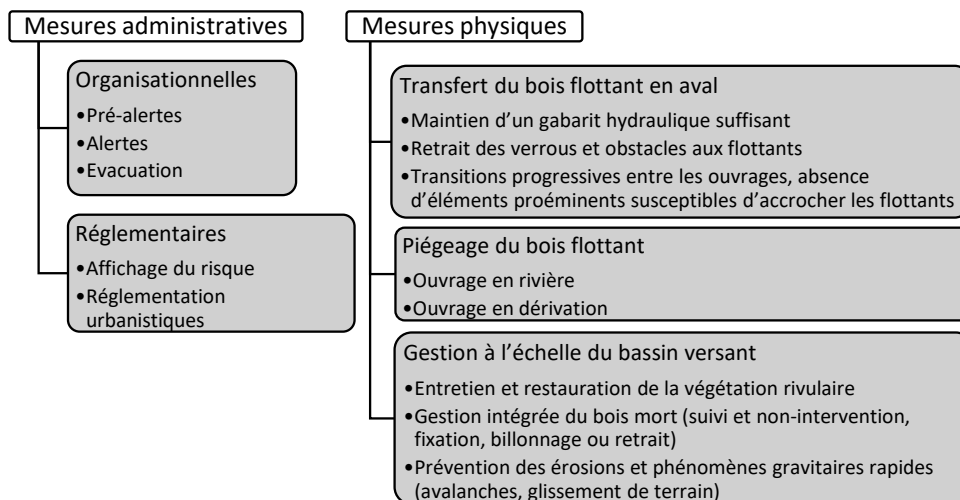 Mesures administratives
Organisationnelles
•Pré-alertes
•Alertes
•Evacuation
Réglementaires
•Affichage du risque
•Réglementation
urbanistiques
Mesures physiques
Transfert du bois flottant en aval
•Maintien d'un gabarit hydraulique suffisant
•Retrait des verrous et obstacles aux flottants
•Transitions progressives entre les ouvrages, absence
d'éléments proéminents susceptibles d'accrocher les flottants
Piégeage du bois flottant
•Ouvrage en rivière
•Ouvrage en dérivation
Gestion à l'échelle du bassin versant
•Entretien et restauration de la végétation rivulaire
•Gestion intégrée du bois mort (suivi et non-intervention,
fixation, billonnage ou retrait)
•Prévention des érosions et phénomènes gravitaires rapides
(avalanches, glissement de terrain)